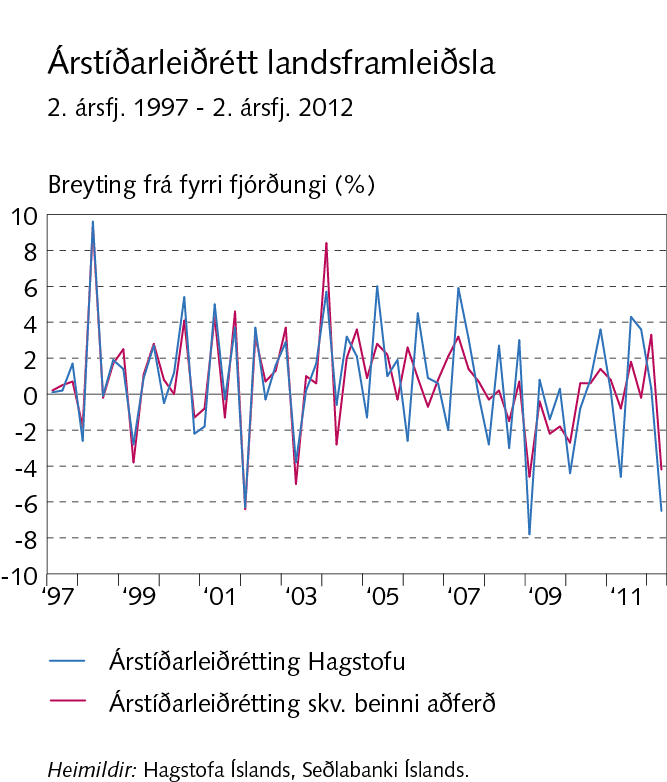 Árstíðarleiðrétt landsframleiðsla
2. ársfj. 1997 - 2. ársfj. 2012
Breyting frá fyrri fjórðungi (%)
10
8
6
4
2
0
-2
-4
-6
-8
-10
‘97 ‘99 ‘01 ‘03 ‘05 ‘07 ‘09 ‘11
Árstíðarleiðrétting Hagstofu
Árstíðarleiðrétting skv. beinni aðferð
Heimildir: Hagstofa Íslands, Seðlabanki Íslands.